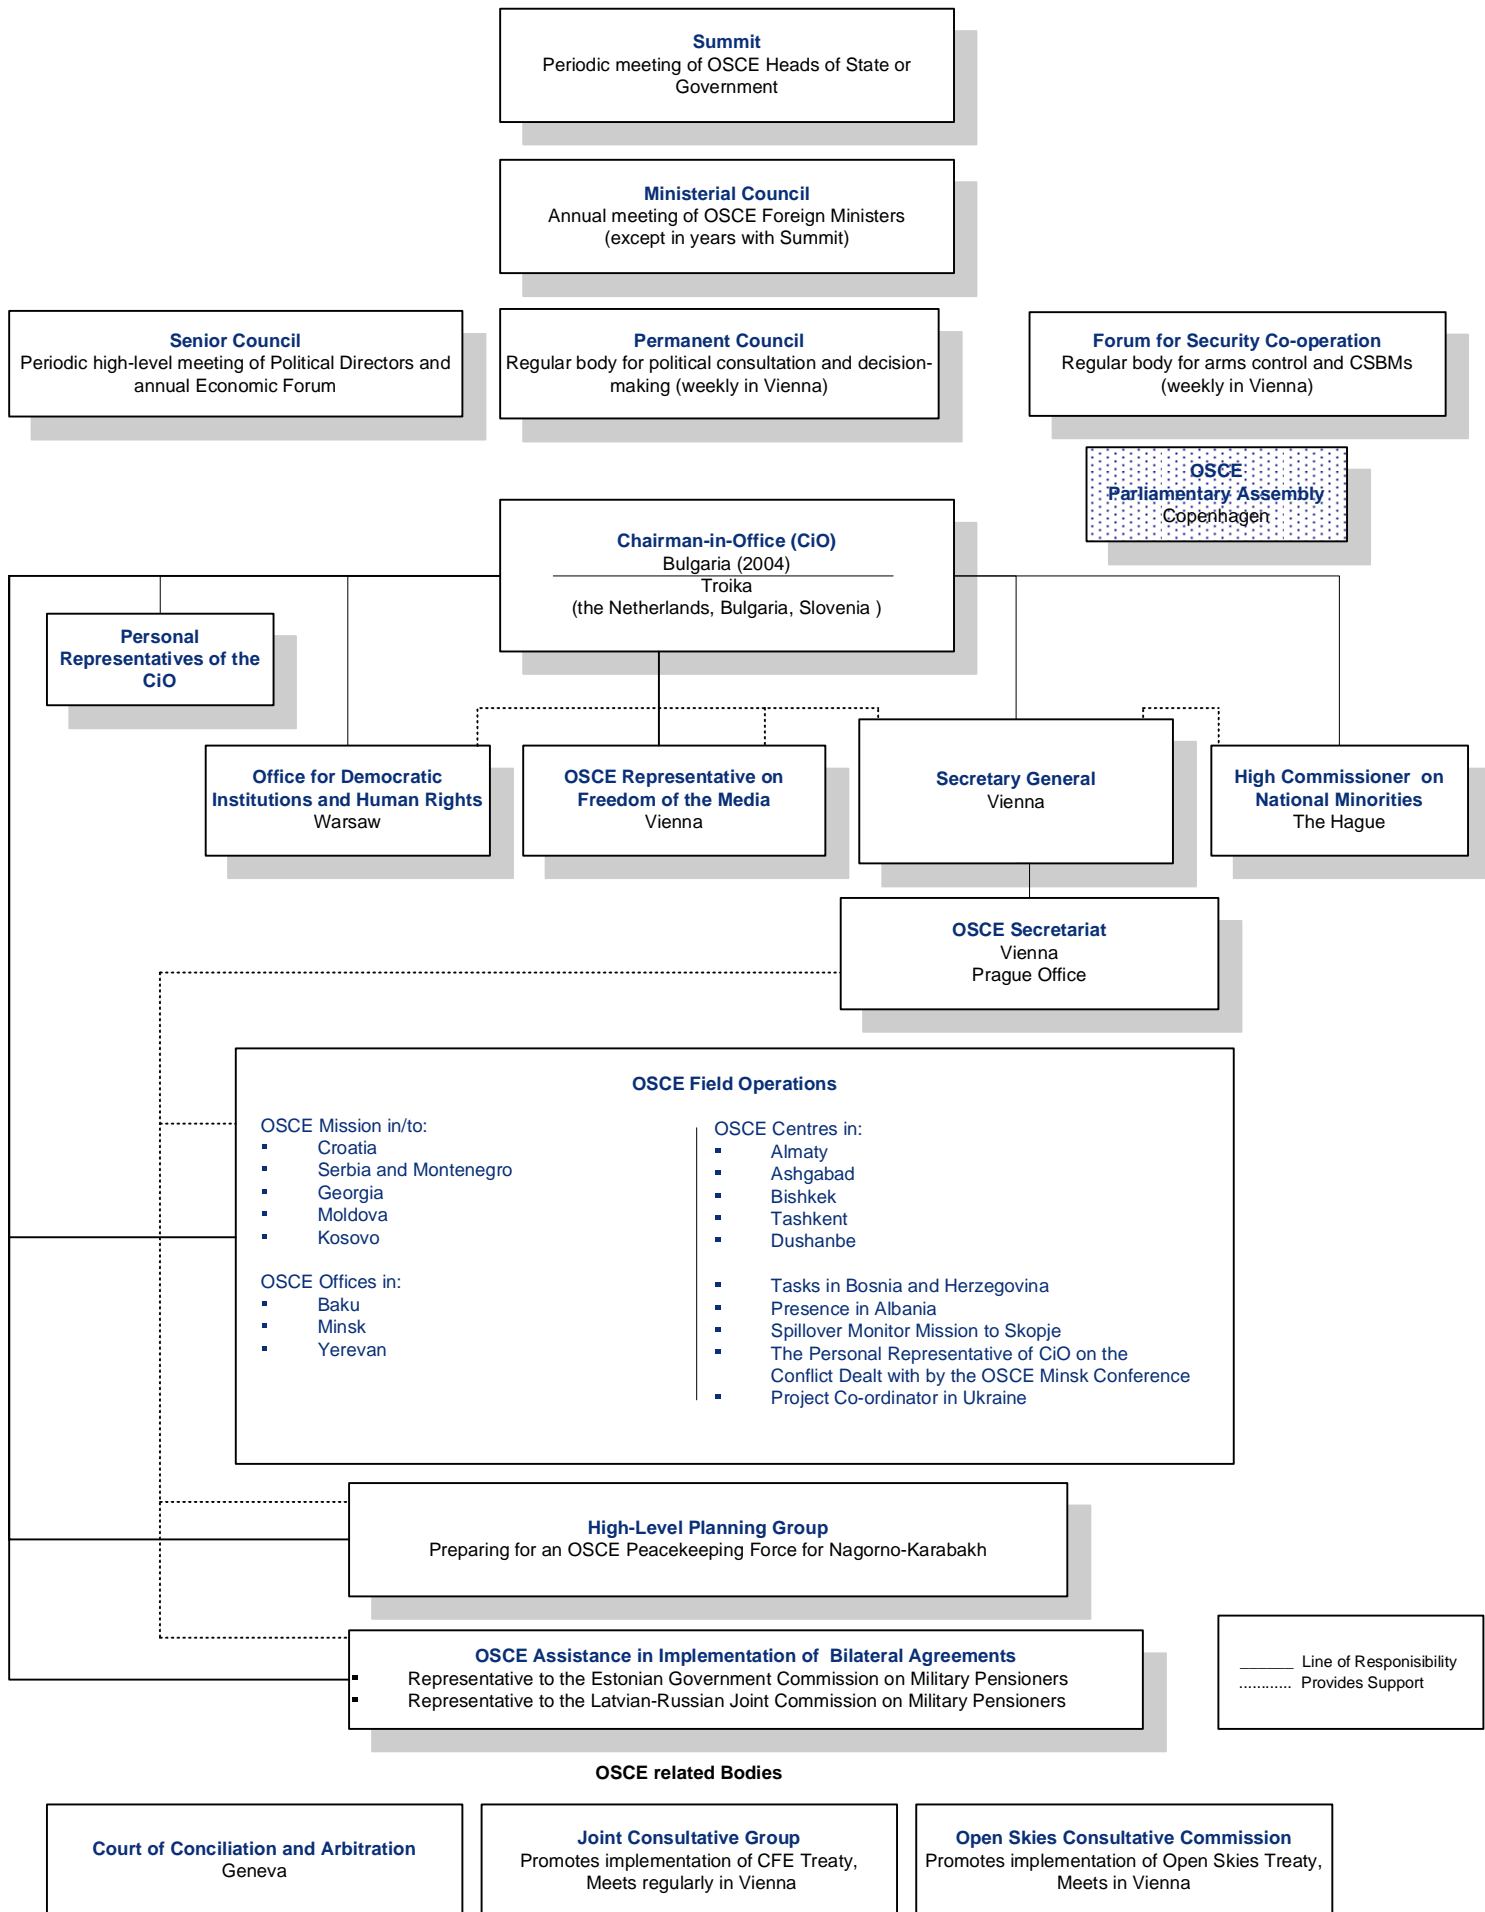 Summit
Periodic meeting of OSCE Heads of State or
Government
Ministerial Council
Annual meeting of OSCE Foreign Ministers
(except in years with Summit)
Senior Council
Periodic high-level meeting of Political Directors and
annual Economic Forum
Permanent Council
Regular body for political consultation and decision-
making (weekly in Vienna)
Forum for Security Co-operation
Regular body for arms control and CSBMs
(weekly in Vienna)
OSCE
Parliamentary Assembly
Copenhagen
Chairman-in-Office (CiO)
Bulgaria (2004)
Troika
(the Netherlands, Bulgaria, Slovenia )
Personal
Representatives of the
CiO
Office for Democratic
Institutions and Human Rights
Warsaw
OSCE Representative on
Freedom of the Media
Vienna
Secretary General
Vienna
High Commissioner on
National Minorities
The Hague
OSCE Secretariat
Vienna
Prague Office
OSCE Field Operations
OSCE Mission in/to:
▪ Croatia
▪ Serbia and Montenegro
▪ Georgia
▪ Moldova
▪ Kosovo
OSCE Offices in:
▪ Baku
▪ Minsk
▪ Yerevan
OSCE Centres in:
▪ Almaty
▪ Ashgabad
▪ Bishkek
▪ Tashkent
▪ Dushanbe
▪ Tasks in Bosnia and Herzegovina
▪ Presence in Albania
▪ Spillover Monitor Mission to Skopje
▪ The Personal Representative of CiO on the
Conflict Dealt with by the OSCE Minsk Conference
▪ Project Co-ordinator in Ukraine
High-Level Planning Group
Preparing for an OSCE Peacekeeping Force for Nagorno-Karabakh
OSCE Assistance in Implementation of Bilateral Agreements
▪ Representative to the Estonian Government Commission on Military Pensioners
▪ Representative to the Latvian-Russian Joint Commission on Military Pensioners
______ Line of Responisibility
............ Provides Support
OSCE related Bodies
Court of Conciliation and Arbitration
Geneva
Joint Consultative Group
Promotes implementation of CFE Treaty,
Meets regularly in Vienna
Open Skies Consultative Commission
Promotes implementation of Open Skies Treaty,
Meets in Vienna